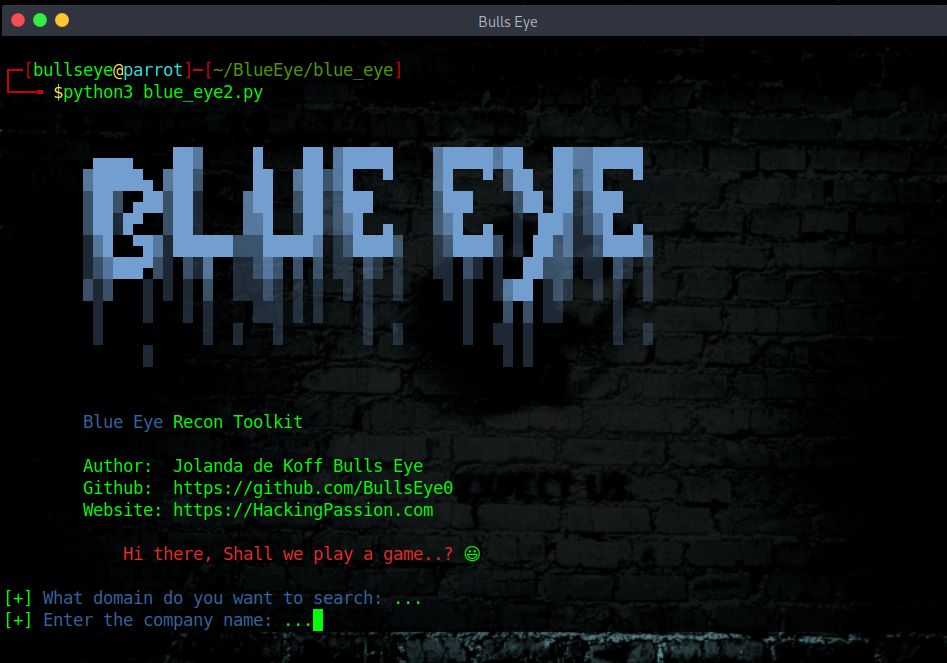 Bulls Eye
[bullseye@parrot]-[~/BlueEye/blue_eye]
$python3 blue_eye2.py
BLUE EYE
Blue Eye Recon Toolkit
Author: Jolanda de Koff Bulls Eye
Github: https://github.com/BullsEye0
Website: https://HackingPassion.com
Hi there, Shall we play a game..? 😃
[+] What domain do you want to search: ...
[+] Enter the company name: ...